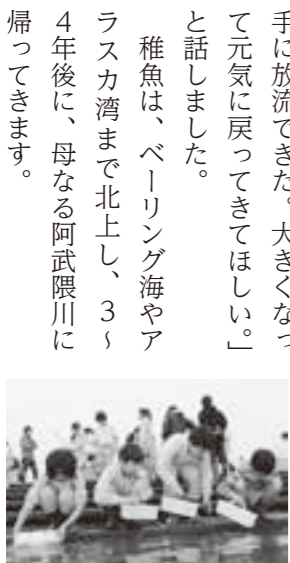 手に放流できた。大きくなっ
て元気に戻ってきてほしい。」
と話しました。
稚魚は、ベーリング海やア
ラスカ湾まで北上し、３～
４年後に、母なる阿武隈川に
帰ってきます。